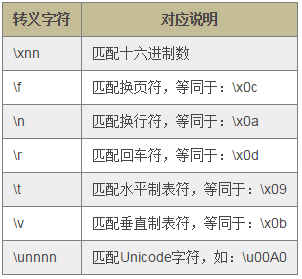 转义字符 对应说明
\xnn 匹配十六进制数
\f 匹配换页符，等同于：\x0c
\n 匹配换行符，等同于：\x0a
\r 匹配回车符，等同于：\x0d
\t 匹配水平制表符，等同于：\x09
\v 匹配垂直制表符，等同于：\x0b
\unnnn 匹配Unicode字符，如：\u00A0